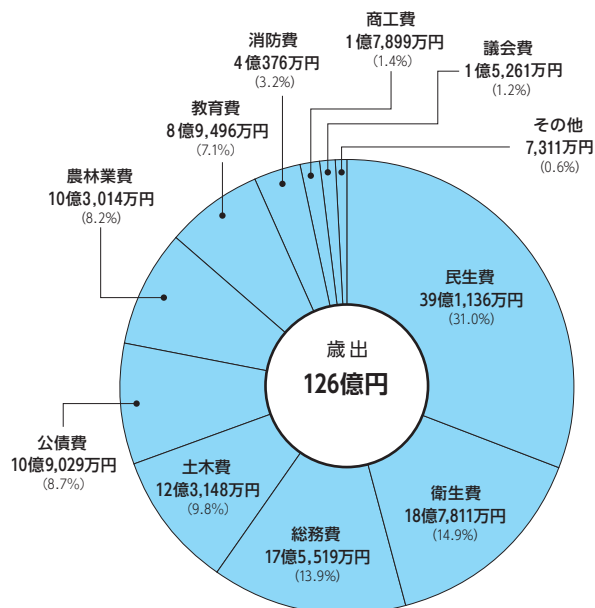 商工費
1億7,899万円
(1.4%)
消防費
4億376万円
(3.2%)
議会費
1億5,261万円
(1.2%)
教育費
8億9,496万円
(7.1%)
その他
7,311万円
(0.6%)
農林業費
10億3,014万円
(8.2%)
民生費
39億1,136万円
(31.0%)
歳出
126億円
公債費
10億9,029万円
(8.7%)
土木費
12億3,148万円
(9.8%)
衛生費
18億7,811万円
(14.9%)
総務費
17億5,519万円
(13.9%)